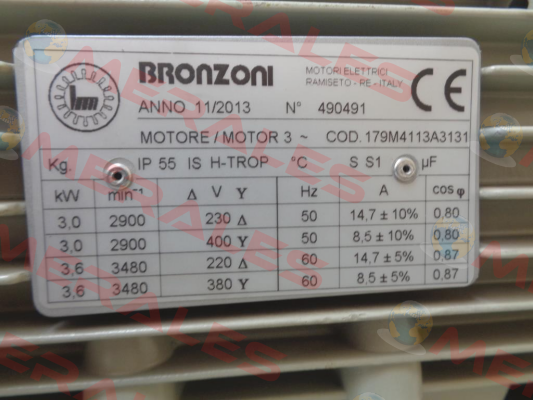 bm
BRONZONI
MOTORI ELETTRICI
RAMISETO - RE - ITALY
CE
ANNO 11/2013 N° 490491
MOTORE / MOTOR 3 ~ COD. 179M4113A3131
Kg. IP 55 IS H-TROP °C S S1 µF
kW min⁻¹ Δ V Y Hz A cos φ
3,0 2900 230 Δ 50 14,7 ± 10% 0,80
3,0 2900 400 Y 50 8,5 ± 10% 0,80
3,6 3480 220 Δ 60 14,7 ± 5% 0,87
3,6 3480 380 Y 60 8,5 ± 5% 0,87
MERALES